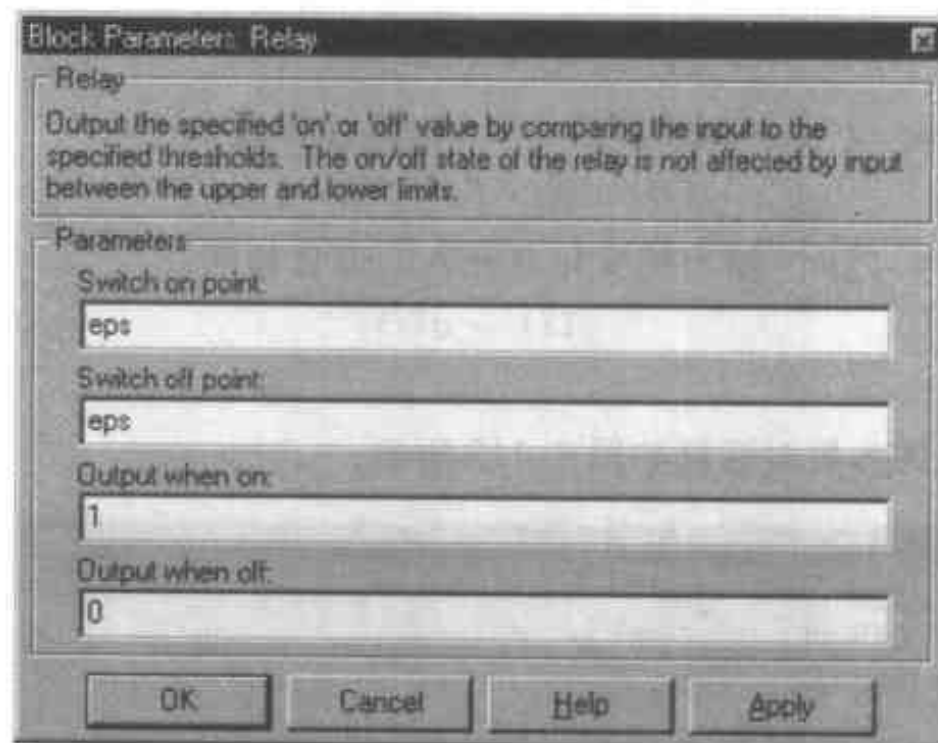 Block Parameters: Relay
Relay
Output the specified 'on' or 'off' value by comparing the input to the
specified thresholds. The on/off state of the relay is not affected by input
between the upper and lower limits.
Parameters
Switch on point:
eps
Switch off point:
eps
Output when on:
1
Output when off:
0
OK
Cancel
Help
Apply